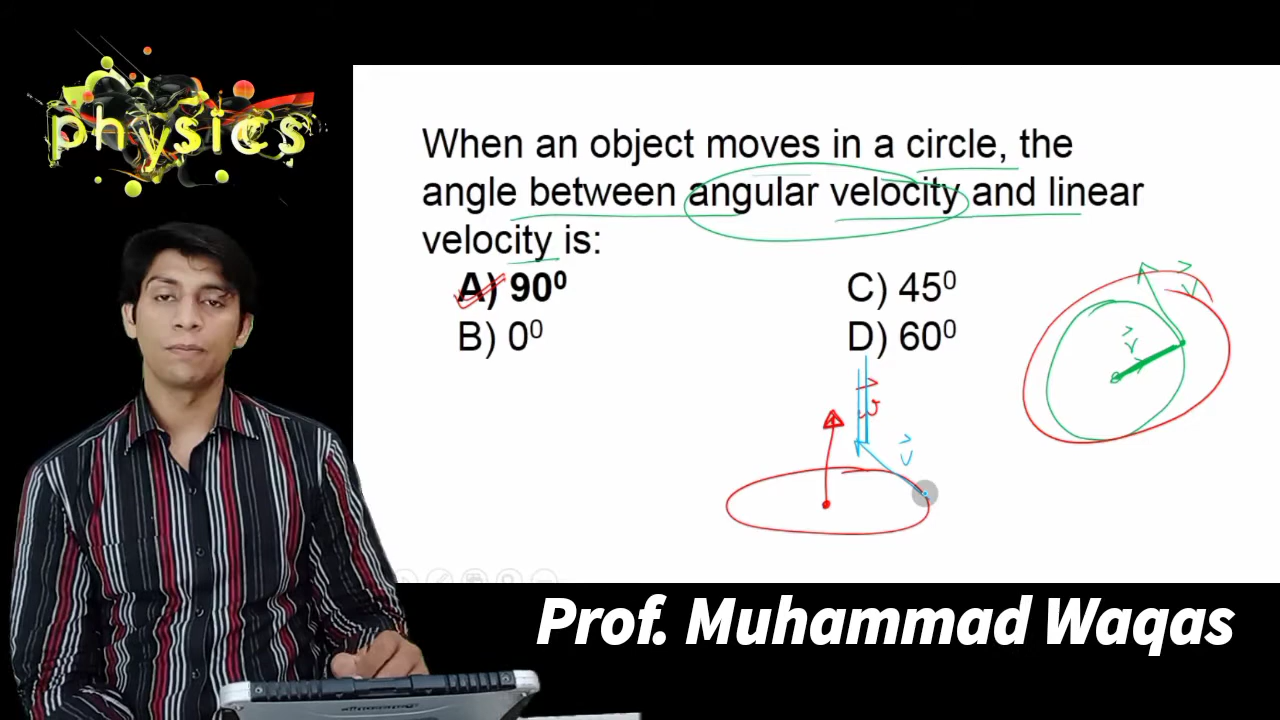 physics
When an object moves in a circle, the
angle between angular velocity and linear
velocity is:
A) 90⁰
C) 45⁰
B) 0⁰
D) 60⁰
r
v
v
Prof. Muhammad Waqas